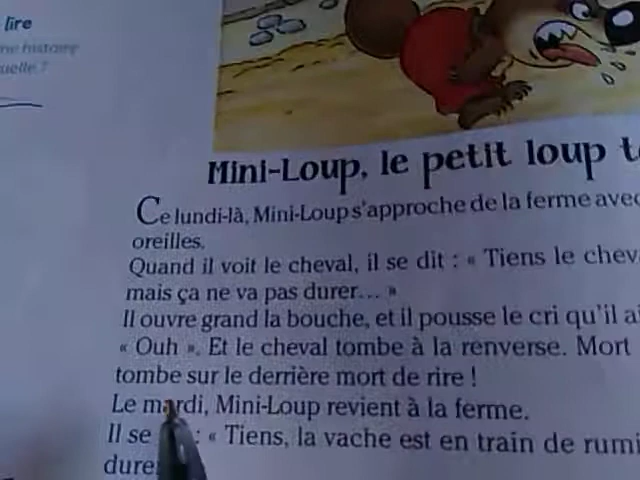 lire
ne histoire
uelle ?
Mini-Loup, le petit loup t
Ce lundi-là, Mini-Loup s'approche de la ferme avec
oreilles.
Quand il voit le cheval, il se dit : « Tiens le chev
mais ça ne va pas durer... »
Il ouvre grand la bouche, et il pousse le cri qu'il ai
« Ouh ». Et le cheval tombe à la renverse. Mort
tombe sur le derrière mort de rire !
Le mardi, Mini-Loup revient à la ferme.
Il se : « Tiens, la vache est en train de rumi
dure